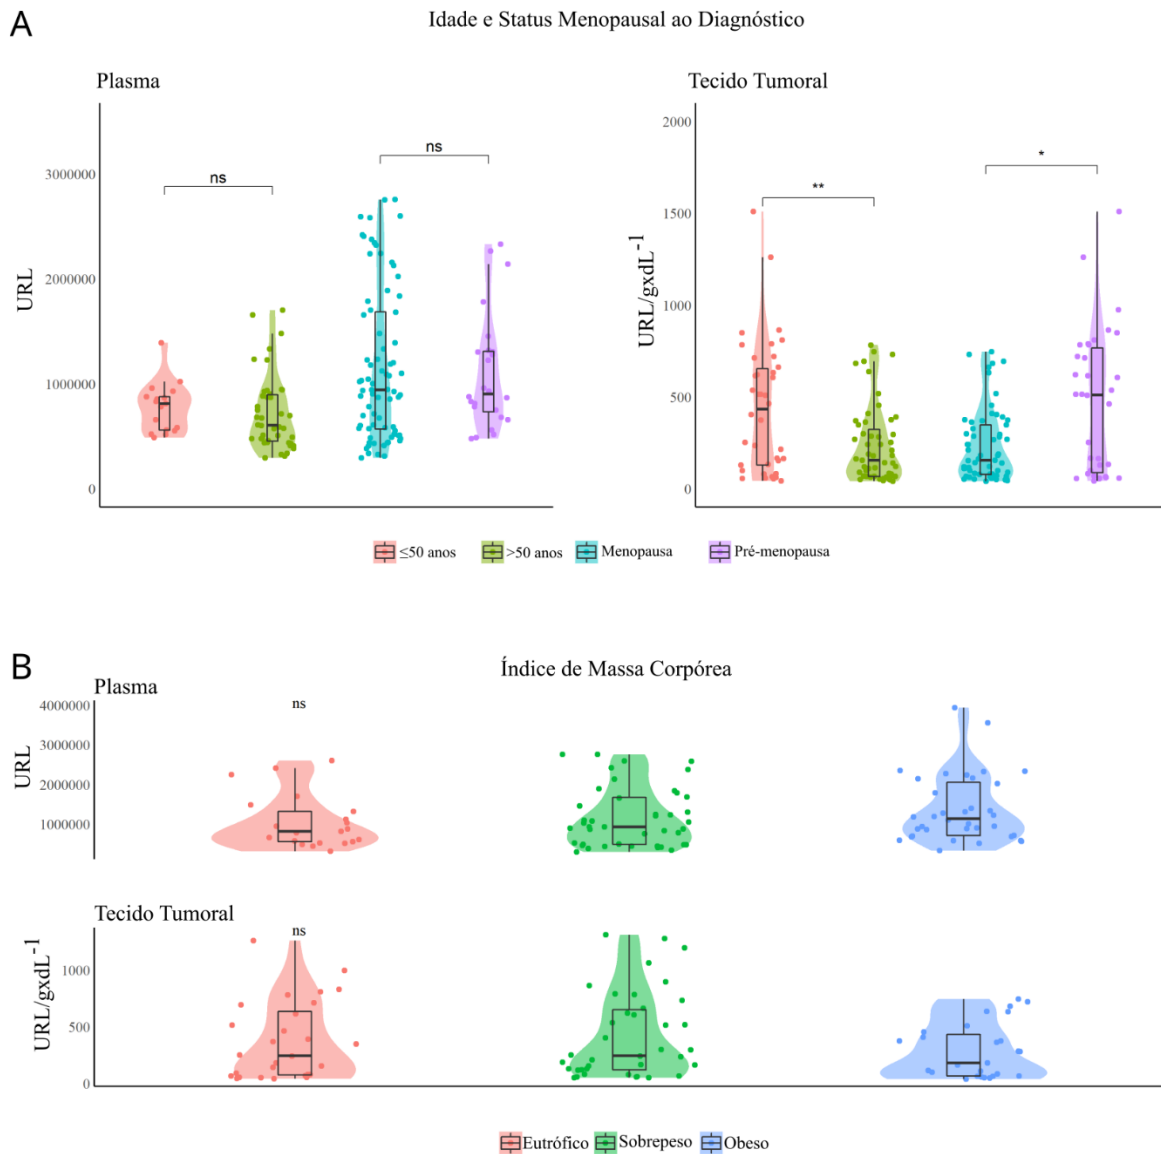 A
Idade e Status Menopausal ao Diagnóstico
Plasma
URL
3000000
2000000
1000000
0
ns
ns
Tecido Tumoral
URL/gxdL⁻¹
2000
1500
1000
500
0
**
*
≤50 anos
>50 anos
Menopausa
Pré-menopausa
B
Índice de Massa Corpórea
Plasma
URL
4000000
3000000
2000000
1000000
ns
Tecido Tumoral
URL/gxdL⁻¹
1000
500
0
ns
Eutrófico
Sobrepeso
Obeso